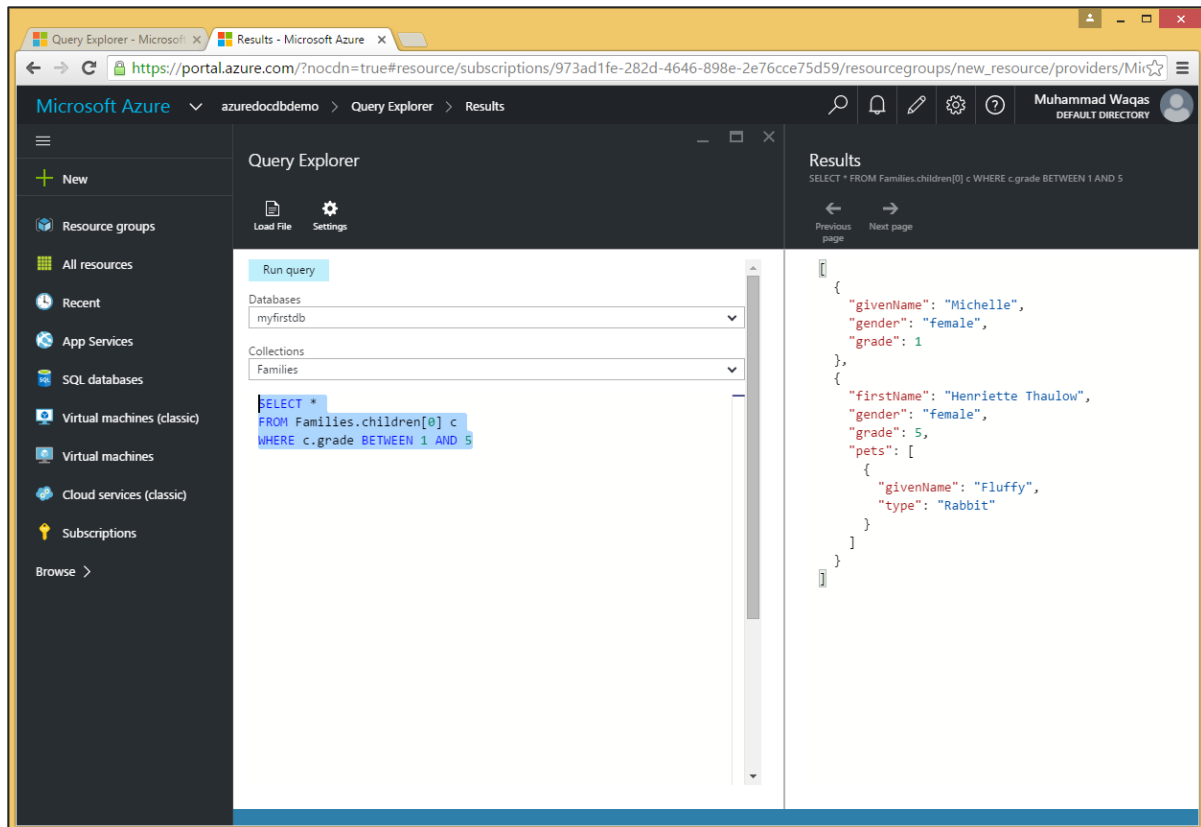 Query Explorer - Microsoft
Results - Microsoft Azure
https://portal.azure.com/?nocdn=true#resource/subscriptions/973ad1fe-282d-4646-898e-2e76cce75d59/resourcegroups/new_resource/providers/Mic
Microsoft Azure azuredocdbdemo > Query Explorer > Results
Muhammad Waqas
DEFAULT DIRECTORY
New
Resource groups
All resources
Recent
App Services
SQL databases
Virtual machines (classic)
Virtual machines
Cloud services (classic)
Subscriptions
Browse >
Query Explorer
Load File Settings
Run query
Databases
myfirstdb
Collections
Families
SELECT *
FROM Families.children[0] c
WHERE c.grade BETWEEN 1 AND 5
Results
SELECT * FROM Families.children[0] c WHERE c.grade BETWEEN 1 AND 5
Previous page Next page
[
{
"givenName": "Michelle",
"gender": "female",
"grade": 1
},
{
"firstName": "Henriette Thaulow",
"gender": "female",
"grade": 5,
"pets": [
{
"givenName": "Fluffy",
"type": "Rabbit"
}
]
}
]